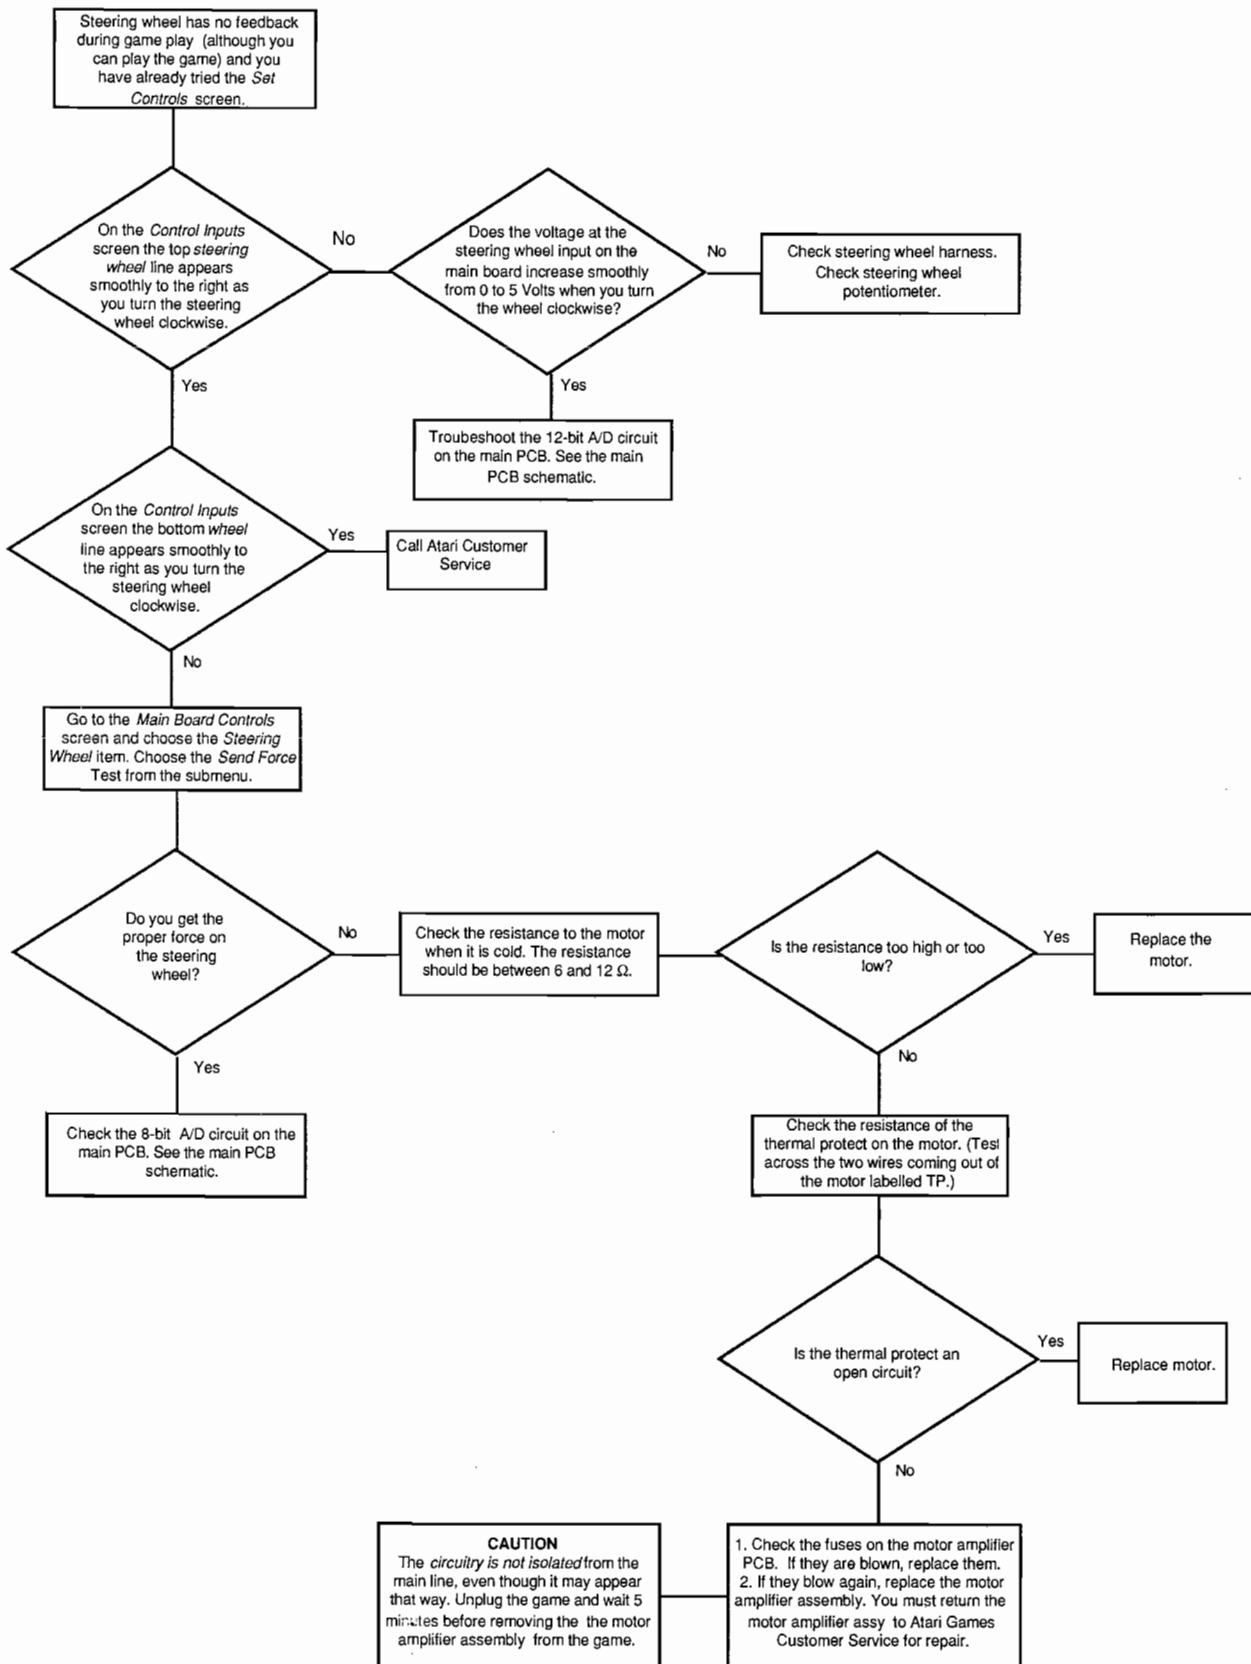 Steering wheel has no feedback
during game play (although you
can play the game) and you
have already tried the Set
Controls screen.
On the Control Inputs
screen the top steering
wheel line appears
smoothly to the right as
you turn the steering
wheel clockwise.
No
Does the voltage at the
steering wheel input on the
main board increase smoothly
from 0 to 5 Volts when you turn
the wheel clockwise?
No
Check steering wheel harness.
Check steering wheel
potentiometer.
Yes
Yes
Troubeshoot the 12-bit A/D circuit
on the main PCB. See the main
PCB schematic.
On the Control Inputs
screen the bottom wheel
line appears smoothly to
the right as you turn the
steering wheel
clockwise.
Yes
Call Atari Customer
Service
No
Go to the Main Board Controls
screen and choose the Steering
Wheel item. Choose the Send Force
Test from the submenu.
Do you get the
proper force on
the steering
wheel?
No
Check the resistance to the motor
when it is cold. The resistance
should be between 6 and 12 Ω.
Is the resistance too high or too
low?
Yes
Replace the
motor.
Yes
No
Check the 8-bit A/D circuit on the
main PCB. See the main PCB
schematic.
Check the resistance of the
thermal protect on the motor. (Test
across the two wires coming out of
the motor labelled TP.)
Is the thermal protect an
open circuit?
Yes
Replace motor.
No
CAUTION
The circuitry is not isolated from the
main line, even though it may appear
that way. Unplug the game and wait 5
minutes before removing the the motor
amplifier assembly from the game.
1. Check the fuses on the motor amplifier
PCB. If they are blown, replace them.
2. If they blow again, replace the motor
amplifier assembly. You must return the
motor amplifier assy to Atari Games
Customer Service for repair.